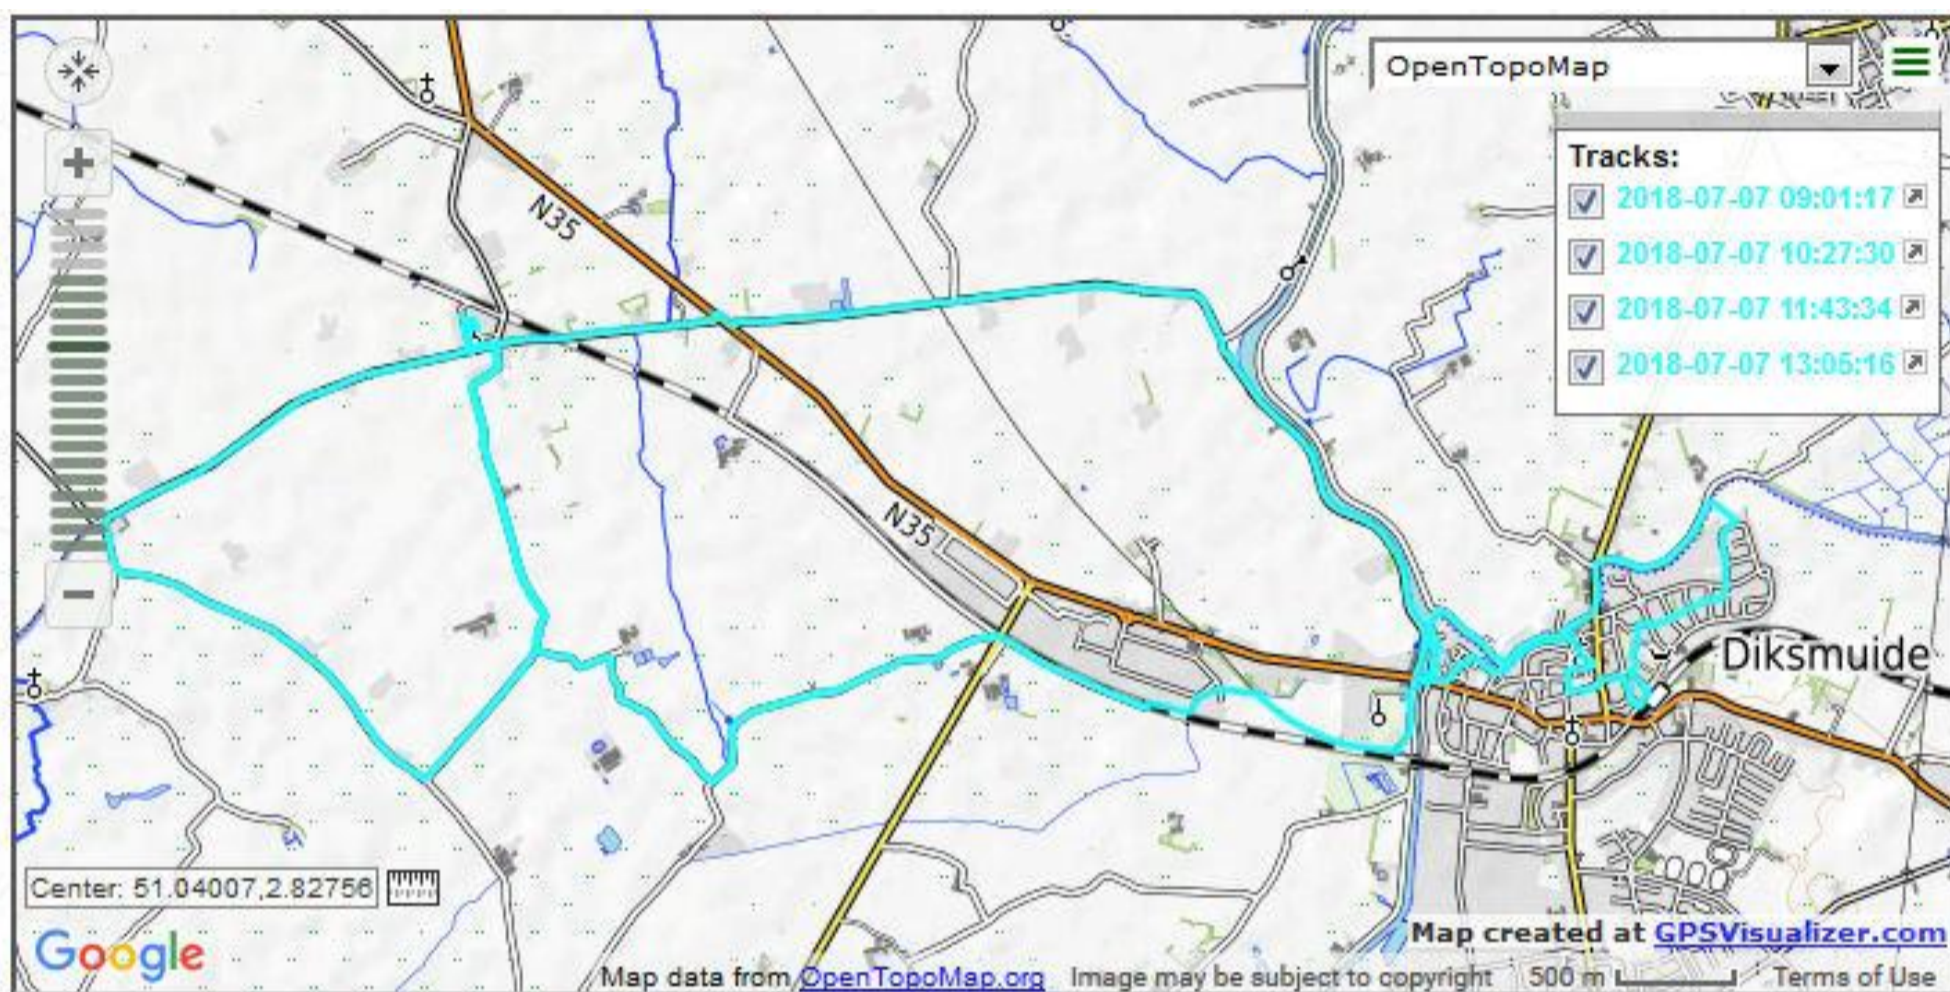 OpenTopoMap
Tracks:
2018-07-07 09:01:17
2018-07-07 10:27:30
2018-07-07 11:43:34
2018-07-07 13:05:16
N35
N35
Diksmuide
Center: 51.04007,2.82756
Google
Map created at GPSVisualizer.com
Map data from OpenTopoMap.org Image may be subject to copyright 500 m Terms of Use